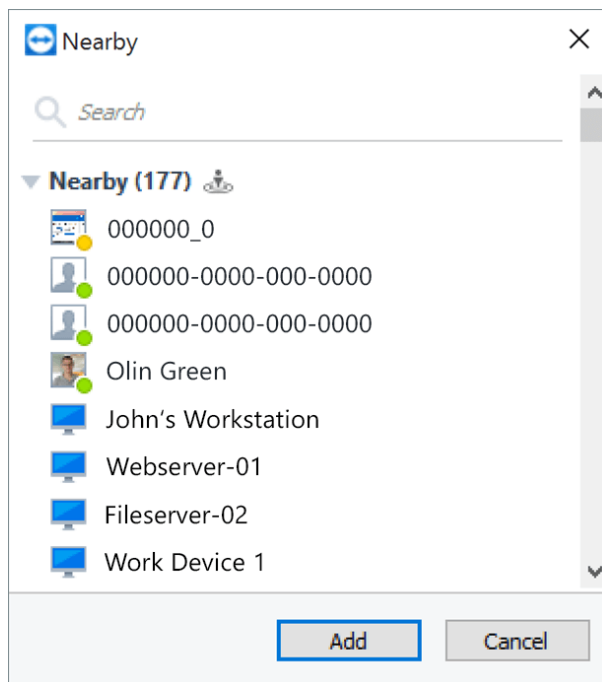 Nearby
Search
Nearby (177)
000000_0
000000-0000-000-0000
000000-0000-000-0000
Olin Green
John's Workstation
Webserver-01
Fileserver-02
Work Device 1
Add
Cancel